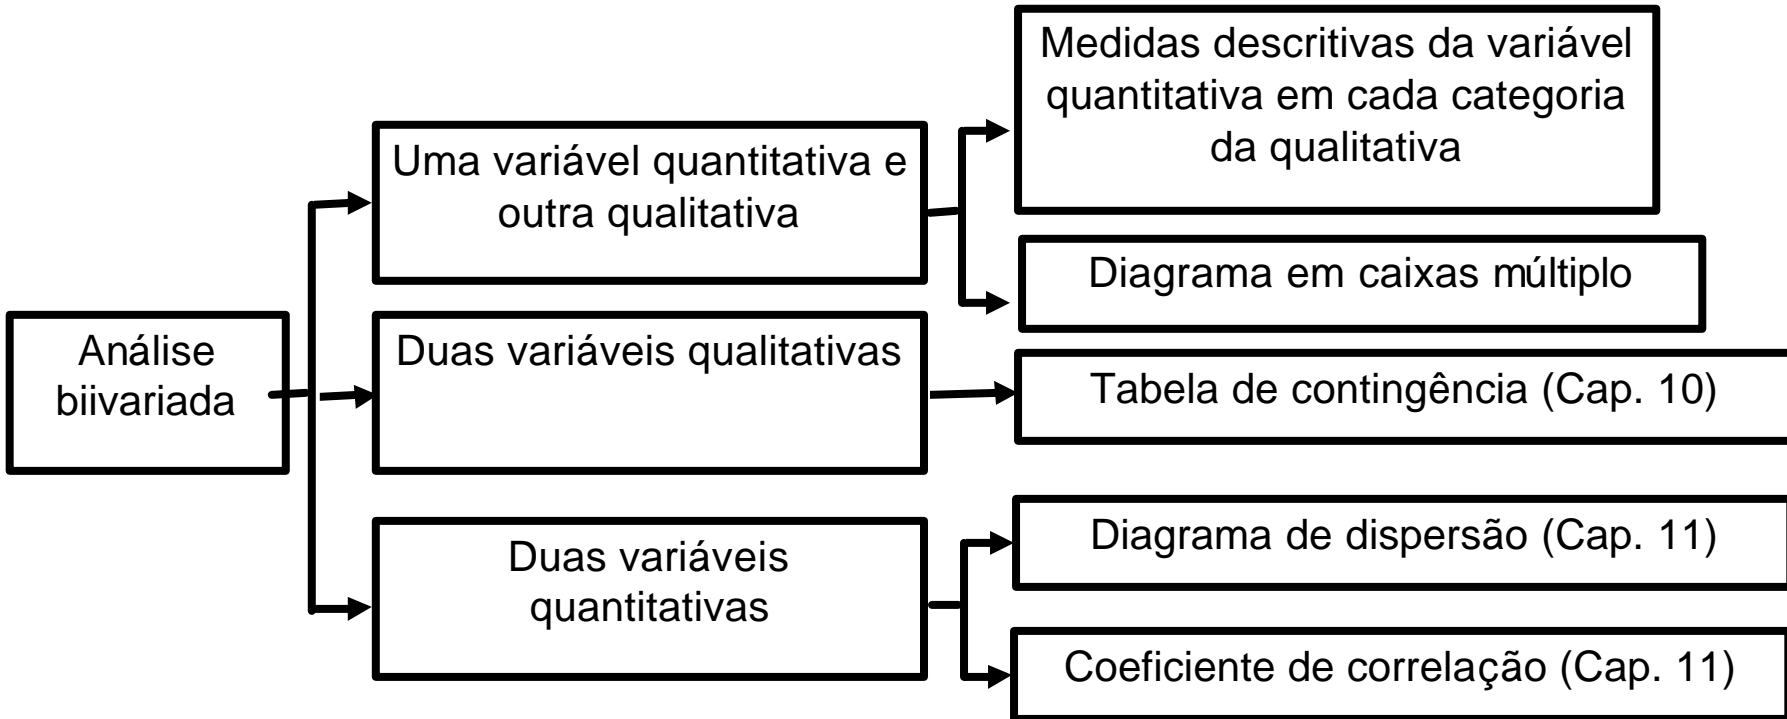 Análise
biivariada
Uma variável quantitativa e
outra qualitativa
Medidas descritivas da variável
quantitativa em cada categoria
da qualitativa
Diagrama em caixas múltiplo
Duas variáveis qualitativas
Tabela de contingência (Cap. 10)
Duas variáveis
quantitativas
Diagrama de dispersão (Cap. 11)
Coeficiente de correlação (Cap. 11)